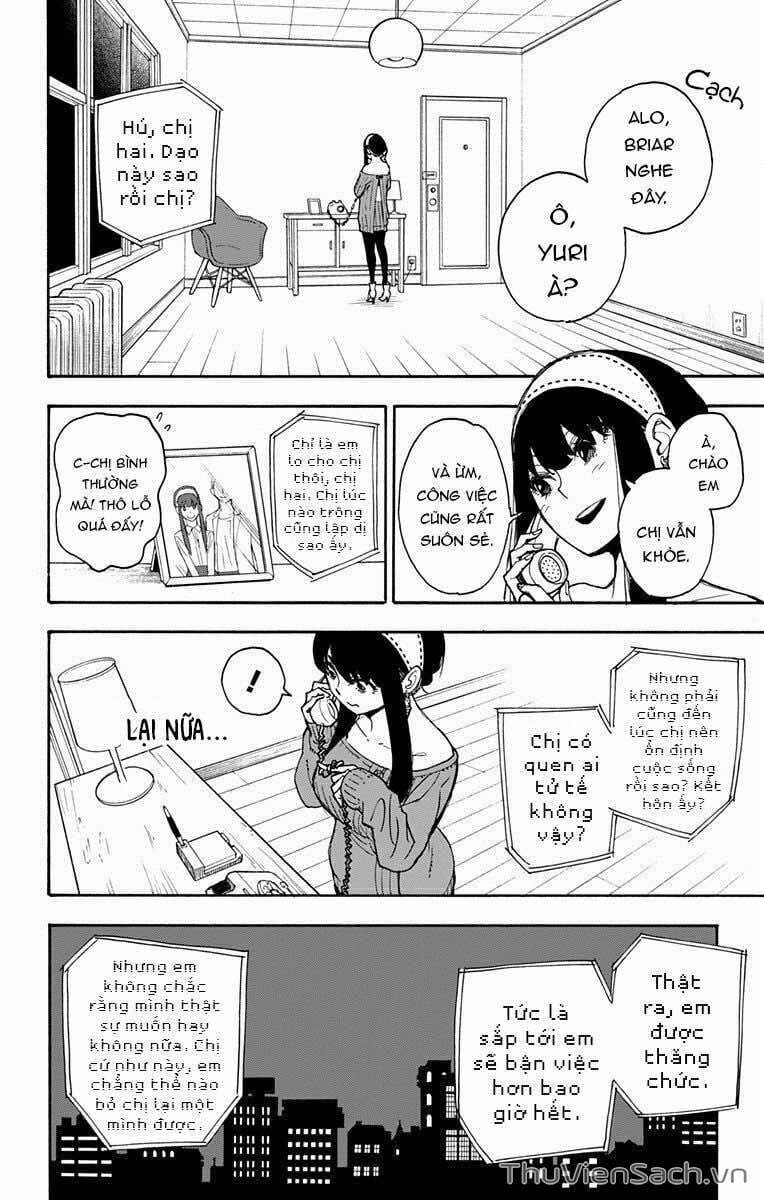 Cạch
ALO,
BRIAR
NGHE
ĐÂY.
Ô,
YURI
À?
Hú, chị
hai. Dạo
này sao
rồi chị?
À,
CHÀO
EM
CHỊ VẪN
KHỎE.
VÀ ỪM,
CÔNG VIỆC
CŨNG RẤT
SUÔN SẺ.
Chỉ là em
lo cho chị
thôi, chị
hai. Chị lúc
nào trông
cũng lập dị
sao ấy.
C-CHỊ BÌNH
THƯỜNG
MÀ! THÔ LỖ
QUÁ ĐẤY!
Nhưng
không phải
cũng đến
lúc chị nên
ổn định
cuộc sống
rồi sao? Kết
hôn ấy?
Chị có
quen ai
tử tế
không
vậy?
!
LẠI NỮA...
Thật
ra, em
được
thăng
chức.
Tức là
sắp tới em
sẽ bận việc
hơn bao
giờ hết.
Nhưng em
không chắc
rằng mình thật
sự muốn hay
không nữa. Chị
cứ như này, em
chẳng thể nào
bỏ chị lại một
mình được.
ThuVienSach.vn